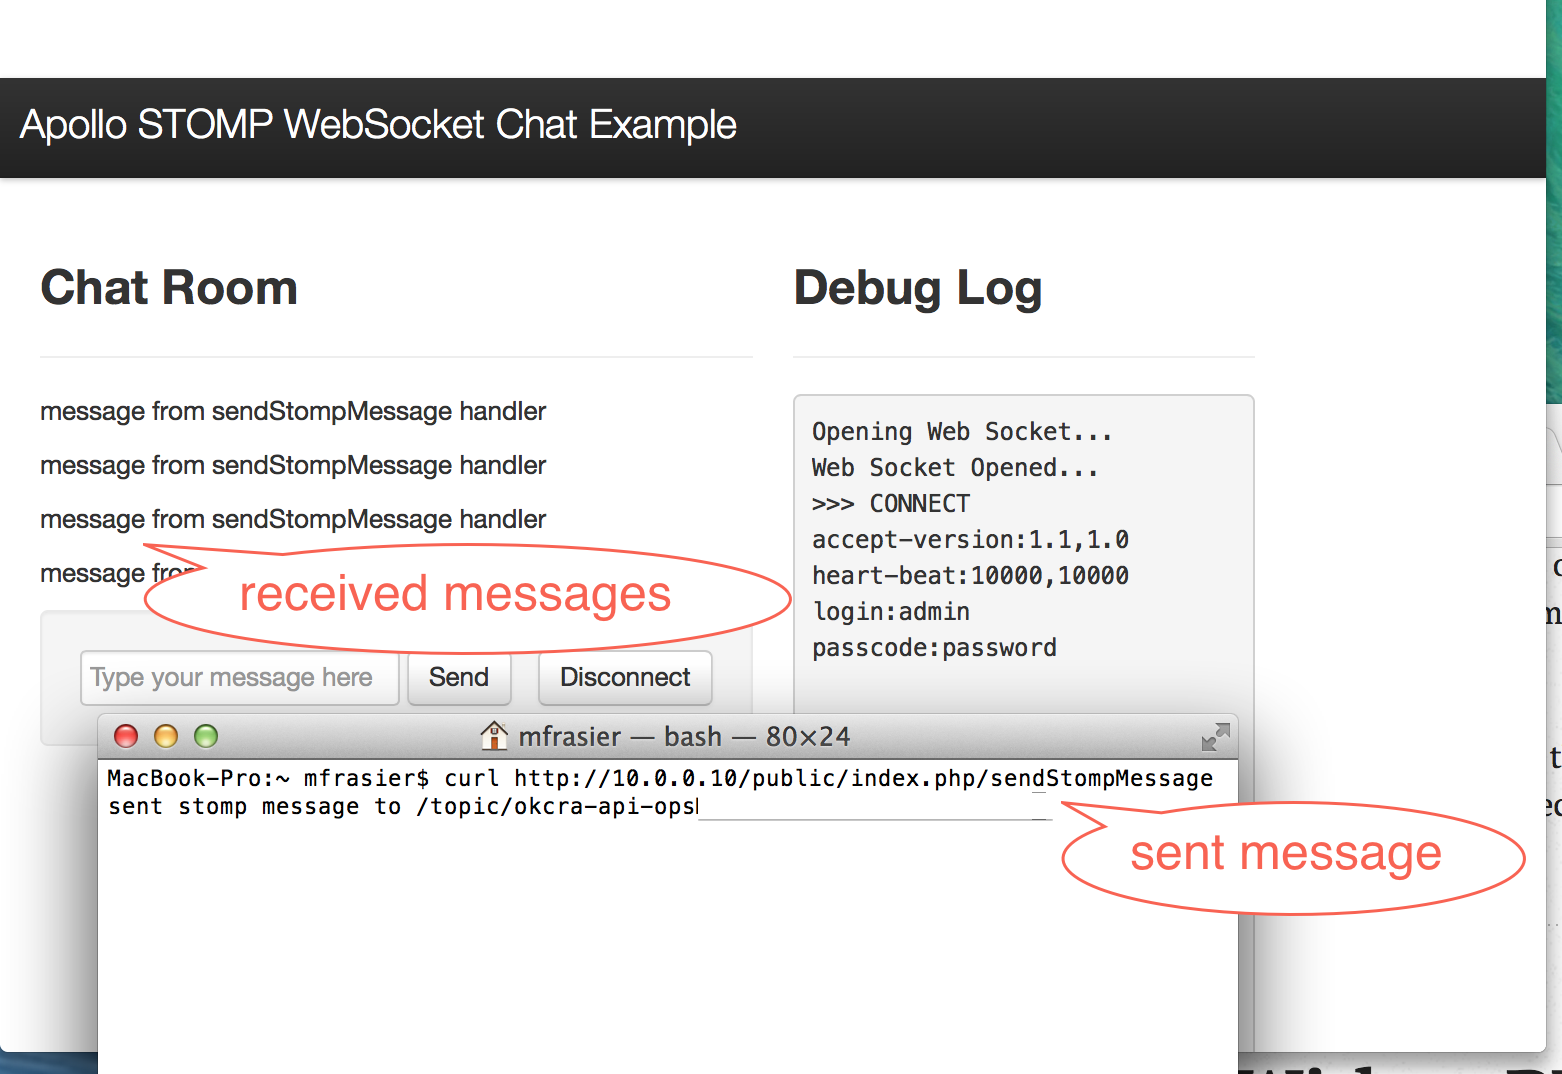 Apollo STOMP WebSocket Chat Example
Chat Room
message from sendStompMessage handler
message from sendStompMessage handler
message from sendStompMessage handler
message
received messages
Type your message here
Send
Disconnect
Debug Log
Opening Web Socket...
Web Socket Opened...
>>> CONNECT
accept-version:1.1,1.0
heart-beat:10000,10000
login:admin
passcode:password
mfrasier — bash — 80×24
MacBook-Pro:~ mfrasier$ curl http://10.0.0.10/public/index.php/sendStompMessage
sent stomp message to /topic/okcra-api-ops
sent message